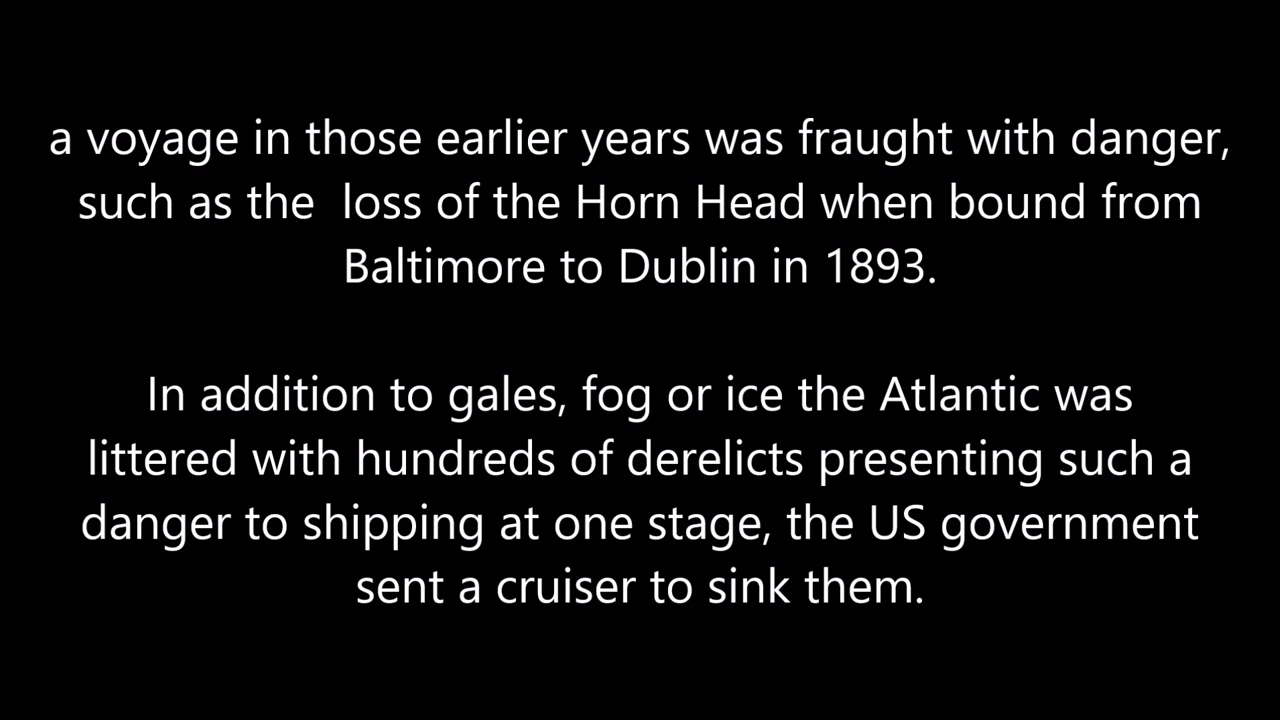 a voyage in those earlier years was fraught with danger,
such as the  loss of the Horn Head when bound from
Baltimore to Dublin in 1893.
In addition to gales, fog or ice the Atlantic was
littered with hundreds of derelicts presenting such a
danger to shipping at one stage, the US government
sent a cruiser to sink them.